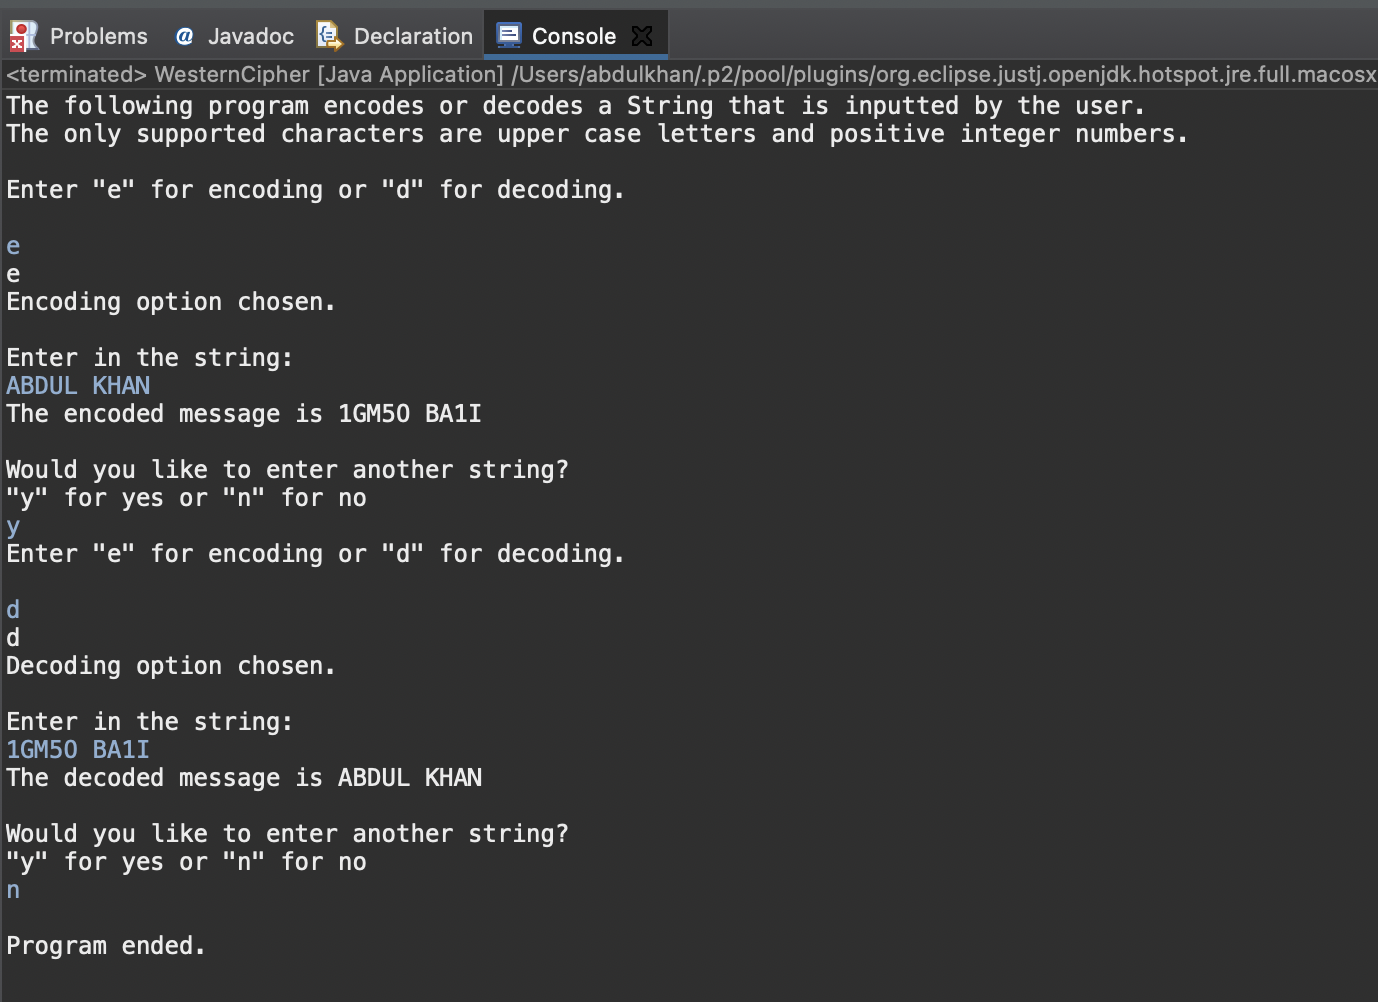 Problems @ Javadoc Declaration Console
<terminated> WesternCipher [Java Application] /Users/abdulkhan/.p2/pool/plugins/org.eclipse.justj.openjdk.hotspot.jre.full.macosx
The following program encodes or decodes a String that is inputted by the user.
The only supported characters are upper case letters and positive integer numbers.
Enter "e" for encoding or "d" for decoding.
e
e
Encoding option chosen.
Enter in the string:
ABDUL KHAN
The encoded message is 1GM5O BA1I
Would you like to enter another string?
"y" for yes or "n" for no
y
Enter "e" for encoding or "d" for decoding.
d
d
Decoding option chosen.
Enter in the string:
1GM5O BA1I
The decoded message is ABDUL KHAN
Would you like to enter another string?
"y" for yes or "n" for no
n
Program ended.